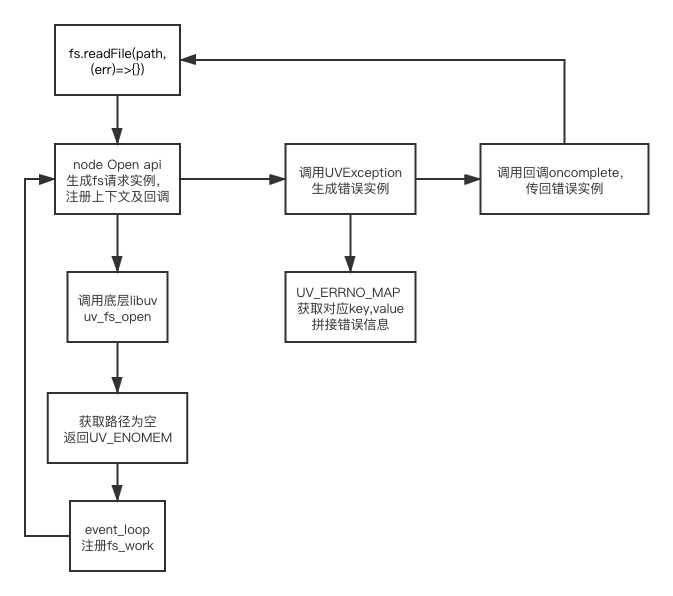 fs.readFile(path,
(err)=>{})
node Open api
生成fs请求实例，
注册上下文及回调
调用UVException
生成错误实例
调用回调oncomplete，
传回错误实例
调用底层libuv
uv_fs_open
UV_ERRNO_MAP
获取对应key,value
拼接错误信息
获取路径为空
返回UV_ENOMEM
event_loop
注册fs_work